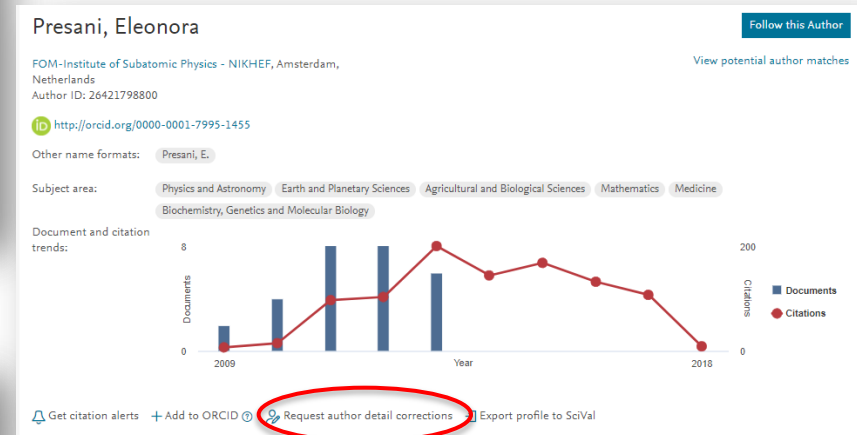 Presani, Eleonora
Follow this Author
FOM-Institute of Subatomic Physics - NIKHEF, Amsterdam,
Netherlands
View potential author matches
Author ID: 26421798800
iD http://orcid.org/0000-0001-7995-1455
Other name formats: Presani, E.
Subject area: Physics and Astronomy Earth and Planetary Sciences Agricultural and Biological Sciences Mathematics Medicine
Biochemistry, Genetics and Molecular Biology
Document and citation
trends:
8
200
Documents
Citations
Documents
Citations
0
0
2009
Year
2018
Get citation alerts + Add to ORCID ? Request author detail corrections Export profile to SciVal